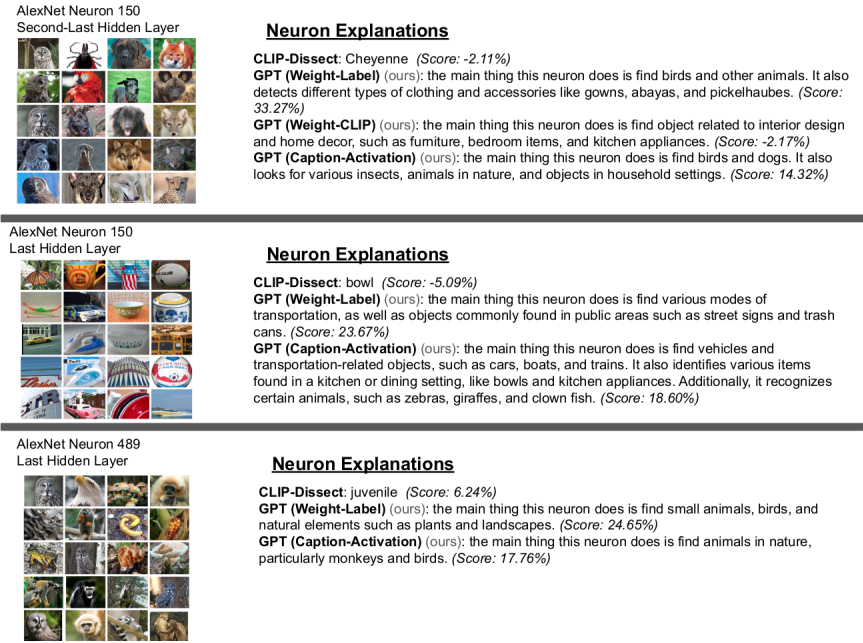 AlexNet Neuron 150
Second-Last Hidden Layer
Neuron Explanations
CLIP-Dissect: Cheyenne (Score: -2.11%)
GPT (Weight-Label) (ours): the main thing this neuron does is find birds and other animals. It also
detects different types of clothing and accessories like gowns, abayas, and pickelhaubes. (Score:
33.27%)
GPT (Weight-CLIP) (ours): the main thing this neuron does is find object related to interior design
and home decor, such as furniture, bedroom items, and kitchen appliances. (Score: -2.17%)
GPT (Caption-Activation) (ours): the main thing this neuron does is find birds and dogs. It also
looks for various insects, animals in nature, and objects in household settings. (Score: 14.32%)
AlexNet Neuron 150
Last Hidden Layer
Neuron Explanations
CLIP-Dissect: bowl (Score: -5.09%)
GPT (Weight-Label) (ours): the main thing this neuron does is find various modes of
transportation, as well as objects commonly found in public areas such as street signs and trash
cans. (Score: 23.67%)
GPT (Caption-Activation) (ours): the main thing this neuron does is find vehicles and
transportation-related objects, such as cars, boats, and trains. It also identifies various items
found in a kitchen or dining setting, like bowls and kitchen appliances. Additionally, it recognizes
certain animals, such as zebras, giraffes, and clown fish. (Score: 18.60%)
AlexNet Neuron 489
Last Hidden Layer
Neuron Explanations
CLIP-Dissect: juvenile (Score: 6.24%)
GPT (Weight-Label) (ours): the main thing this neuron does is find small animals, birds, and
natural elements such as plants and landscapes. (Score: 24.65%)
GPT (Caption-Activation) (ours): the main thing this neuron does is find animals in nature,
particularly monkeys and birds. (Score: 17.76%)